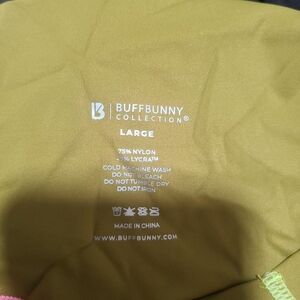 B BUFFBUNNY
COLLECTION®
LARGE
75% NYLON
% LYCRA™
COLD MACHINE WASH
DO NOT BLEACH
DO NOT TUMBLE DRY
DO NOT IRON
MADE IN CHINA
WWW.BUFFBUNNY.COM